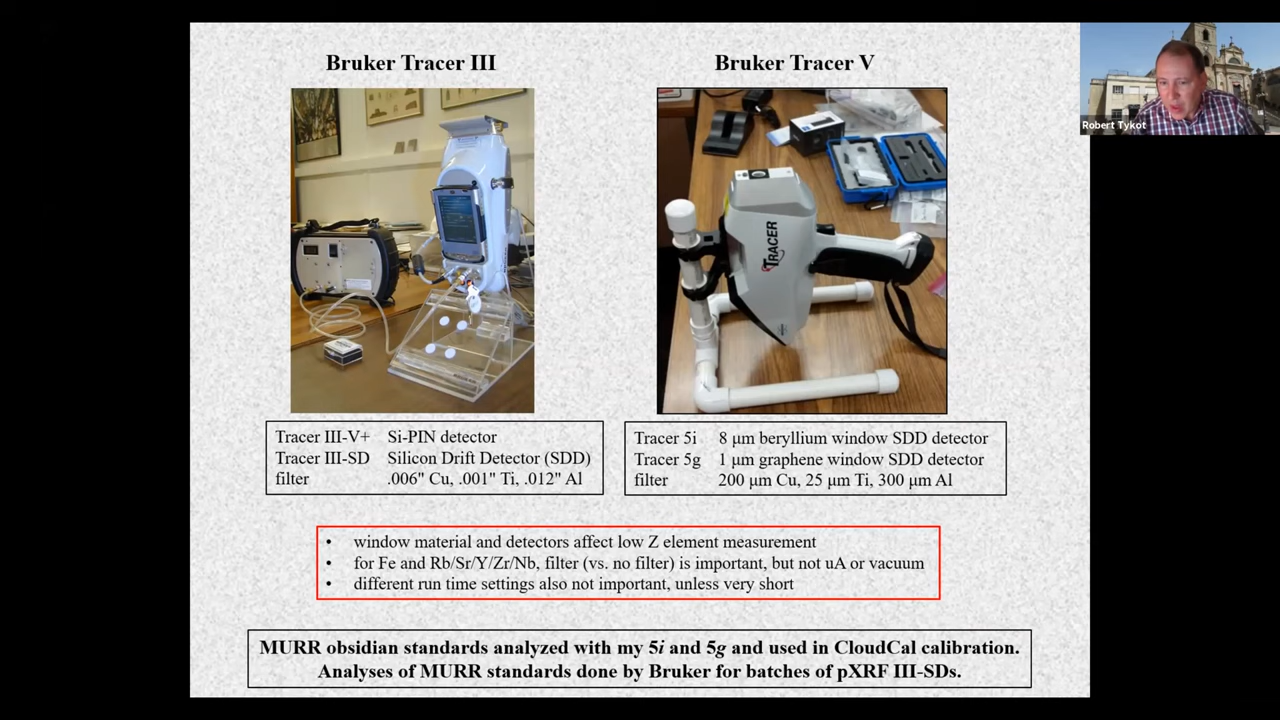 Bruker Tracer III
Bruker Tracer V
Robert Tykot
TRACER
Tracer III-V+ Si-PIN detector
Tracer III-SD Silicon Drift Detector (SDD)
filter .006" Cu, .001" Ti, .012" Al
Tracer 5i 8 μm beryllium window SDD detector
Tracer 5g 1 μm graphene window SDD detector
filter 200 μm Cu, 25 μm Ti, 300 μm Al
• window material and detectors affect low Z element measurement
• for Fe and Rb/Sr/Y/Zr/Nb, filter (vs. no filter) is important, but not uA or vacuum
• different run time settings also not important, unless very short
MURR obsidian standards analyzed with my 5i and 5g and used in CloudCal calibration.
Analyses of MURR standards done by Bruker for batches of pXRF III-SDs.